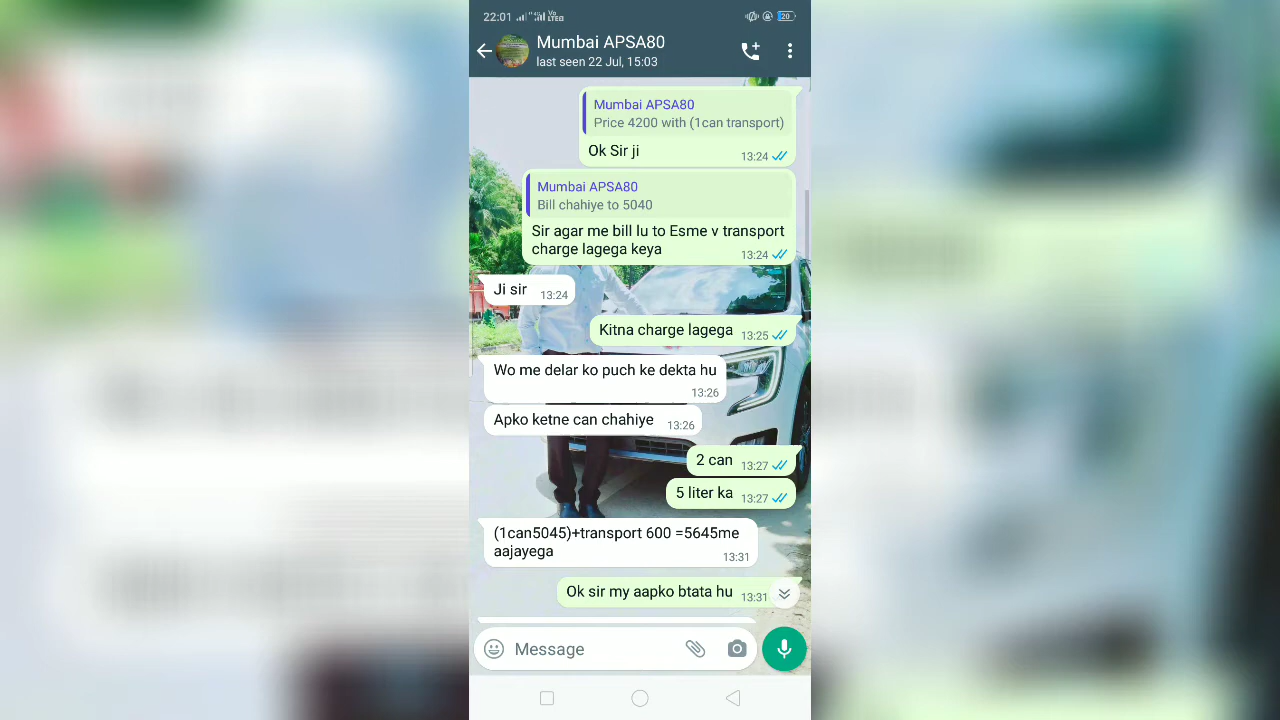 22:01
Vo
LTEB
20
Mumbai APSA80
last seen 22 Jul, 15:03
Mumbai APSA80
Price 4200 with (1can transport)
Ok Sir ji 13:24
Mumbai APSA80
Bill chahiye to 5040
Sir agar me bill lu to Esme v transport
charge lagega keya 13:24
Ji sir 13:24
Kitna charge lagega 13:25
Wo me delar ko puch ke dekta hu
13:26
Apko ketne can chahiye 13:26
2 can 13:27
5 liter ka 13:27
(1can5045)+transport 600 =5645me
aajayega 13:31
Ok sir my aapko btata hu 13:31
Message